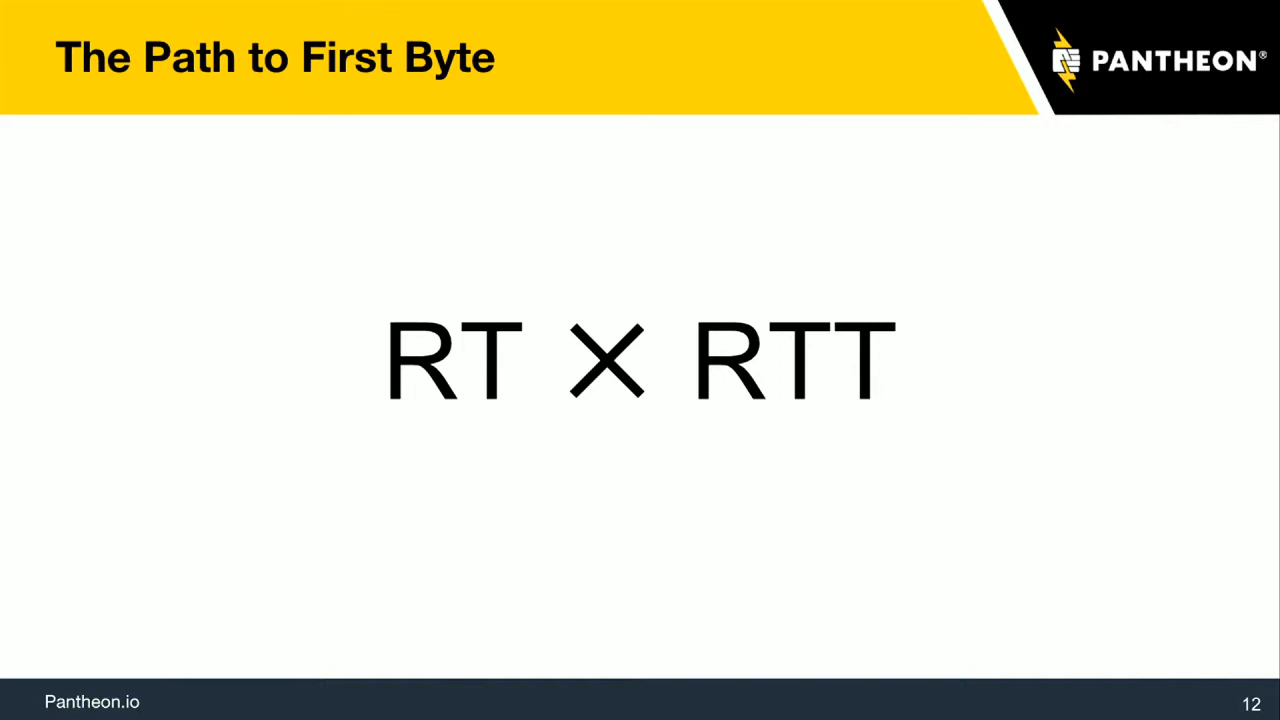 The Path to First Byte
PANTHEON®
RT × RTT
Pantheon.io
12